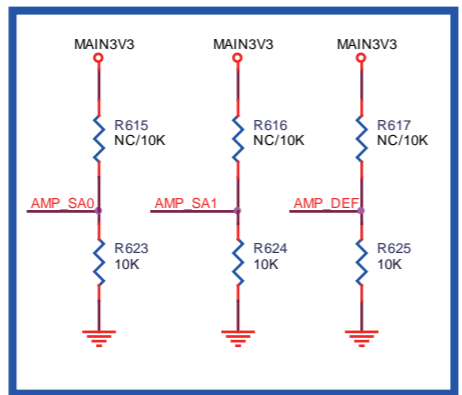 MAIN3V3 MAIN3V3 MAIN3V3
R615 R616 R617
NC/10K NC/10K NC/10K
AMP_SA0 AMP_SA1 AMP_DEF
R623 R624 R625
10K 10K 10K